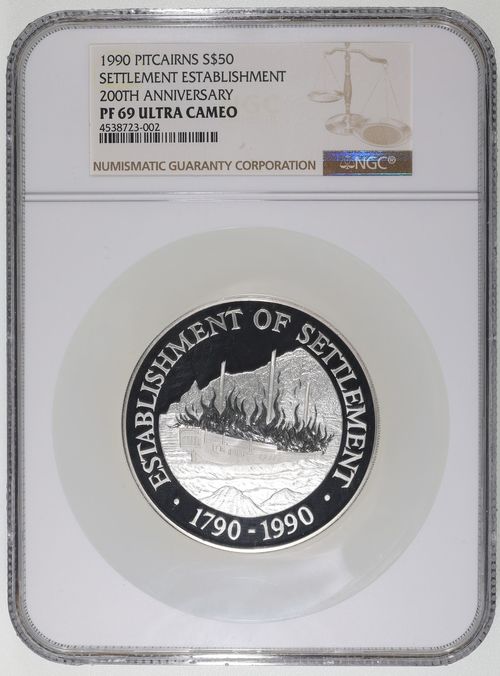 1990 PITCAIRNS S$50
SETTLEMENT ESTABLISHMENT
200TH ANNIVERSARY
PF 69 ULTRA CAMEO
4538723-002
NUMISMATIC GUARANTY CORPORATION
NGC®
ESTABLISHMENT OF SETTLEMENT
· 1790 - 1990 ·